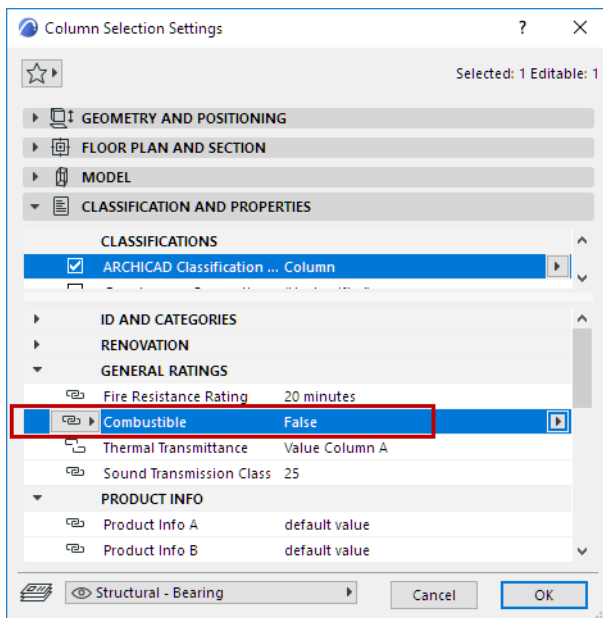 Column Selection Settings ? ×
Selected: 1 Editable: 1
GEOMETRY AND POSITIONING
FLOOR PLAN AND SECTION
MODEL
CLASSIFICATION AND PROPERTIES
CLASSIFICATIONS
ARCHICAD Classification ... Column
ID AND CATEGORIES
RENOVATION
GENERAL RATINGS
Fire Resistance Rating 20 minutes
Combustible False
Thermal Transmittance Value Column A
Sound Transmission Class 25
PRODUCT INFO
Product Info A default value
Product Info B default value
Structural - Bearing Cancel OK